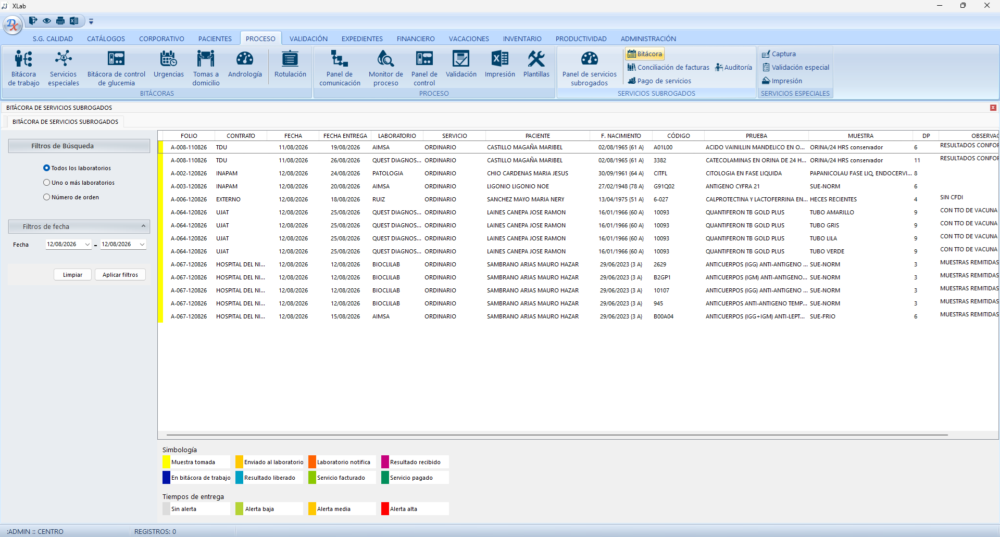 XLab
S.G. CALIDAD CATÁLOGOS CORPORATIVO PACIENTES PROCESO VALIDACIÓN EXPEDIENTES FINANCIERO VACACIONES INVENTARIO PRODUCTIVIDAD ADMINISTRACIÓN
Bitácora de trabajo
Servicios especiales
Bitácora de control de glucemia
Urgencias
Tomas a domicilio
Andrología
Rotulación
BITÁCORAS
Panel de comunicación
Monitor de proceso
Panel de control
Validación
Impresión
Plantillas
PROCESO
Panel de servicios subrogados
Bitácora
Conciliación de facturas
Auditoría
Pago de servicios
SERVICIOS SUBROGADOS
Captura
Validación especial
Impresión
SERVICIOS ESPECIALES
BITÁCORA DE SERVICIOS SUBROGADOS
BITÁCORA DE SERVICIOS SUBROGADOS
Filtros de Búsqueda
Todos los laboratorios
Uno o más laboratorios
Número de orden
Filtros de fecha
Fecha 12/08/2026 - 12/08/2026
Limpiar Aplicar filtros
FOLIO CONTRATO FECHA FECHA ENTREGA LABORATORIO SERVICIO PACIENTE F. NACIMIENTO CÓDIGO PRUEBA MUESTRA DP OBSERVAC
A-008-110826 TDU 11/08/2026 19/08/2026 AIMSA ORDINARIO CASTILLO MAGAÑA MARIBEL 02/08/1965 {61 A} A01L00 ACIDO VAINILLIN MANDELICO EN O... ORINA/24 HRS conservador 6 RESULTADOS CONFOR
A-008-110826 TDU 11/08/2026 26/08/2026 QUEST DIAGNOS... ORDINARIO CASTILLO MAGAÑA MARIBEL 02/08/1965 {61 A} 3382 CATECOLAMINAS EN ORINA DE 24 H... ORINA/24 HRS conservador 11 RESULTADOS CONFOR
A-002-120826 INAPAM 12/08/2026 24/08/2026 PATOLOGIA ORDINARIO CHIO CARDENAS MARIA JESUS 30/09/1961 {64 A} CITFL CITOLOGIA EN FASE LIQUIDA PAPANICOLAU FASE LIQ, ENDOCERVI... 8
A-003-120826 INAPAM 12/08/2026 20/08/2026 AIMSA ORDINARIO LIGONIO LIGONIO NOE 27/02/1948 {78 A} G91Q02 ANTIGENO CYFRA 21 SUE-NORM 6
A-006-120826 EXTERNO 12/08/2026 18/08/2026 RUIZ ORDINARIO SANCHEZ MAYO MARIA NERY 13/04/1975 {51 A} 6-027 CALPROTECTINA Y LACTOFERRINA EN... HECES RECIENTES 4 SIN CFDI
A-064-120826 UJAT 12/08/2026 25/08/2026 QUEST DIAGNOS... ORDINARIO LAINES CANEPA JOSE RAMON 16/01/1966 {60 A} 10093 QUANTIFERON TB GOLD PLUS TUBO AMARILLO 9 CON TTO DE VACUNA
A-064-120826 UJAT 12/08/2026 25/08/2026 QUEST DIAGNOS... ORDINARIO LAINES CANEPA JOSE RAMON 16/01/1966 {60 A} 10093 QUANTIFERON TB GOLD PLUS TUBO GRIS 9 CON TTO DE VACUNA
A-064-120826 UJAT 12/08/2026 25/08/2026 QUEST DIAGNOS... ORDINARIO LAINES CANEPA JOSE RAMON 16/01/1966 {60 A} 10093 QUANTIFERON TB GOLD PLUS TUBO LILA 9 CON TTO DE VACUNA
A-064-120826 UJAT 12/08/2026 25/08/2026 QUEST DIAGNOS... ORDINARIO LAINES CANEPA JOSE RAMON 16/01/1966 {60 A} 10093 QUANTIFERON TB GOLD PLUS TUBO VERDE 9 CON TTO DE VACUNA
A-067-120826 HOSPITAL DEL NI... 12/08/2026 12/08/2026 BIOCLILAB ORDINARIO SAMBRANO ARIAS MAURO HAZAR 29/06/2023 {3 A} 2629 ANTICUERPOS (IGG) ANTI-ANTIGENO ... SUE-NORM 3 MUESTRAS REMITIDAS
A-067-120826 HOSPITAL DEL NI... 12/08/2026 12/08/2026 BIOCLILAB ORDINARIO SAMBRANO ARIAS MAURO HAZAR 29/06/2023 {3 A} B2GP1 ANTICUERPOS (IGM) ANTI-ANTIGENO... SUE-NORM 3 MUESTRAS REMITIDAS
A-067-120826 HOSPITAL DEL NI... 12/08/2026 12/08/2026 BIOCLILAB ORDINARIO SAMBRANO ARIAS MAURO HAZAR 29/06/2023 {3 A} 10107 ANTICUERPOS (IGG) ANTI-ANTIGENO ... SUE-NORM 3 MUESTRAS REMITIDAS
A-067-120826 HOSPITAL DEL NI... 12/08/2026 12/08/2026 BIOCLILAB ORDINARIO SAMBRANO ARIAS MAURO HAZAR 29/06/2023 {3 A} 945 ANTICUERPOS ANTI-ANTIGENO TEMP... SUE-NORM 3 MUESTRAS REMITIDAS
A-067-120826 HOSPITAL DEL NI... 12/08/2026 15/08/2026 AIMSA ORDINARIO SAMBRANO ARIAS MAURO HAZAR 29/06/2023 {3 A} B00A04 ANTICUERPOS (IGG+IGM) ANTI-LEPT... SUE-FRIO 6 MUESTRAS REMITIDAS
Simbología
Muestra tomada Enviado al laboratorio Laboratorio notifica Resultado recibido
En bitácora de trabajo Resultado liberado Servicio facturado Servicio pagado
Tiempos de entrega
Sin alerta Alerta baja Alerta media Alerta alta
:ADMIN :: CENTRO REGISTROS: 0